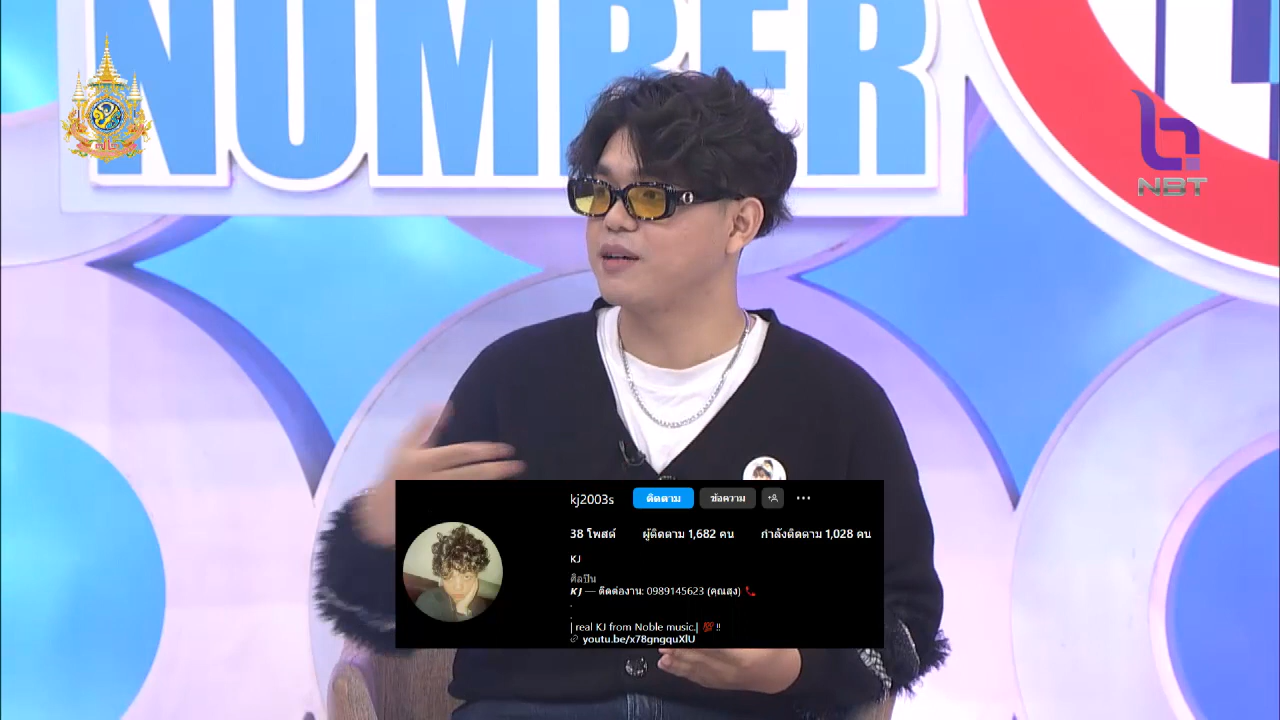 NUMBER
NBT
kj2003s
ติดตาม
ข้อความ
38 โพสต์ ผู้ติดตาม 1,682 คน กำลังติดตาม 1,028 คน
KJ
ศิลปิน
KJ — ติดต่องาน: 0989145623 (คุณสุง) 📞
.
.
| real KJ from Noble music.| 💯 !!
youtu.be/x78gngquXlU